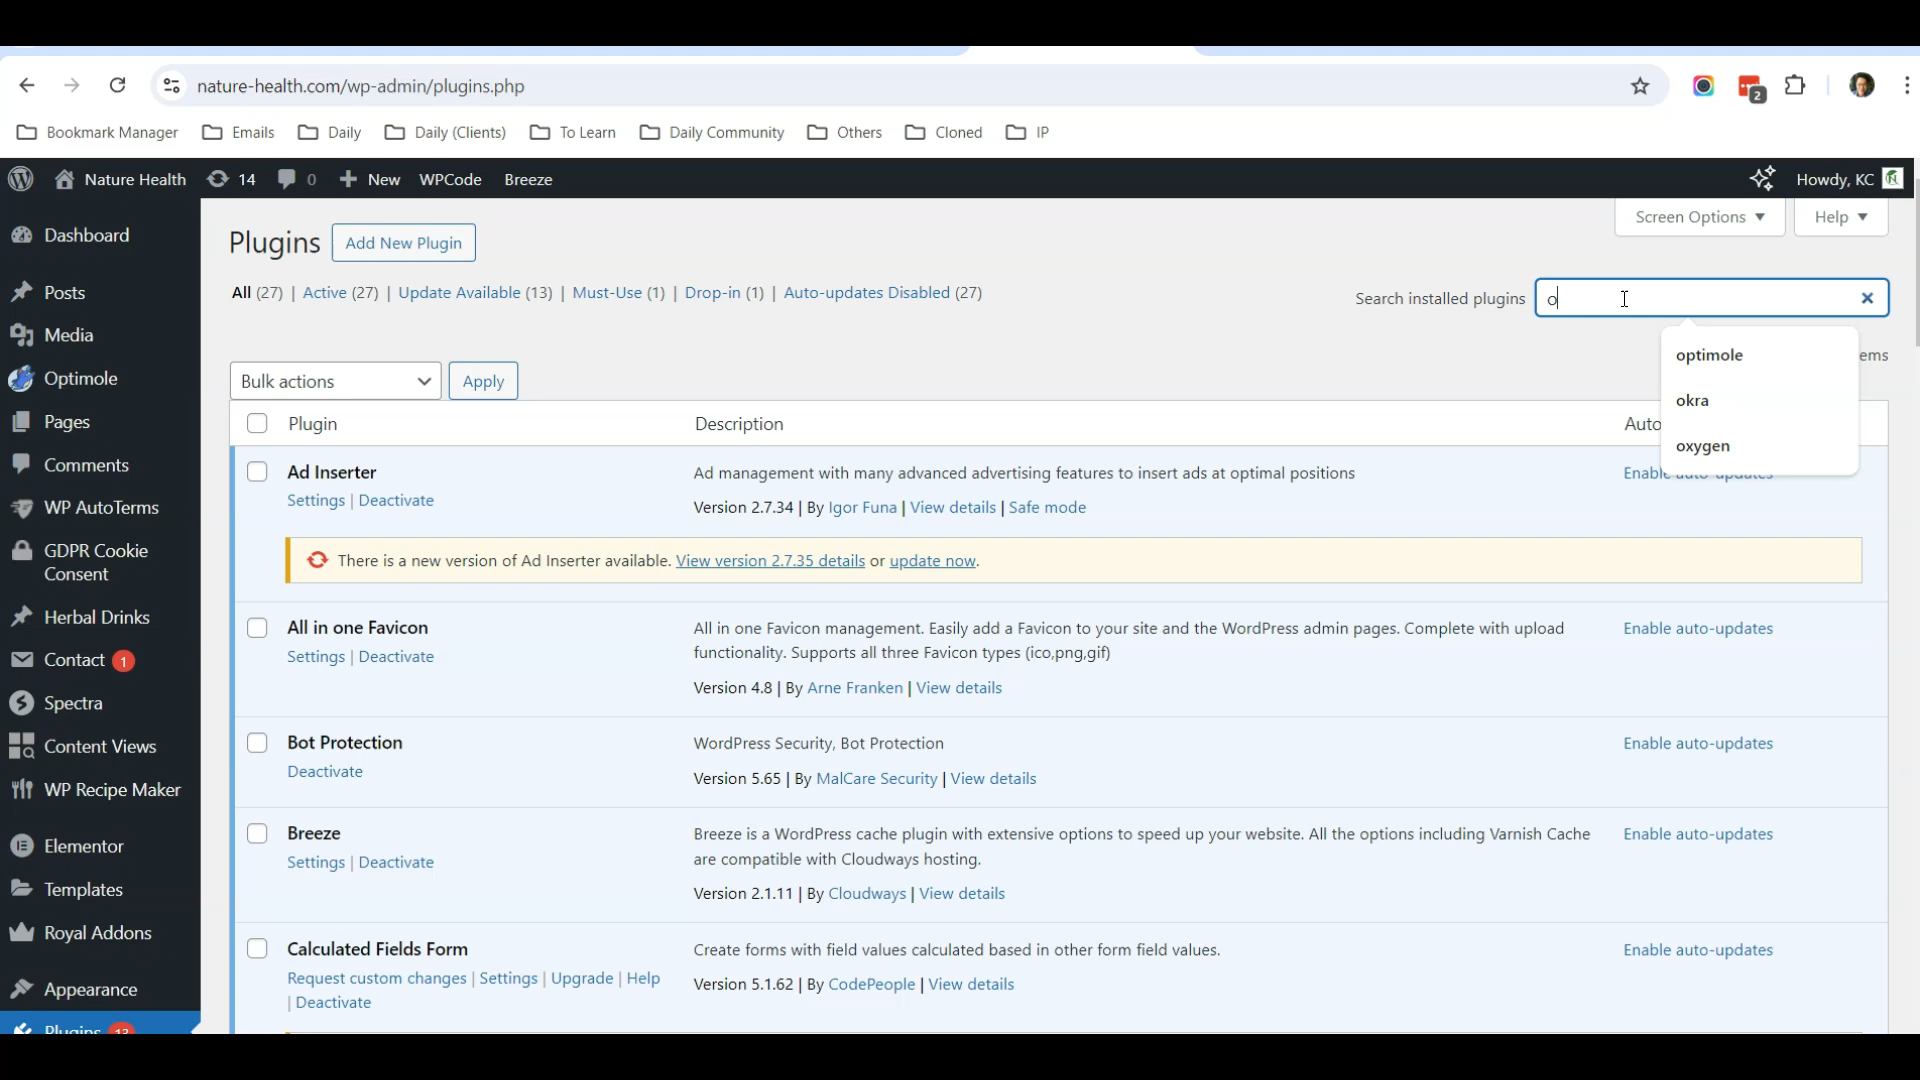 nature-health.com/wp-admin/plugins.php
2
Bookmark Manager Emails Daily Daily (Clients) To Learn Daily Community Others Cloned IP
Nature Health 14 0 New WPCode Breeze Howdy, KC
Screen Options Help
Dashboard
Posts
Media
Optimole
Pages
Comments
WP AutoTerms
GDPR Cookie
Consent
Herbal Drinks
Contact 1
Spectra
Content Views
WP Recipe Maker
Elementor
Templates
Royal Addons
Appearance
Plugins 13
Plugins Add New Plugin
All (27) | Active (27) | Update Available (13) | Must-Use (1) | Drop-in (1) | Auto-updates Disabled (27)
Search installed plugins o
optimole
okra
oxygen
ems
Bulk actions Apply
Plugin Description Auto
Ad Inserter
Settings | Deactivate
Ad management with many advanced advertising features to insert ads at optimal positions
Version 2.7.34 | By Igor Funa | View details | Safe mode
Enable auto-updates
There is a new version of Ad Inserter available. View version 2.7.35 details or update now.
All in one Favicon
Settings | Deactivate
All in one Favicon management. Easily add a Favicon to your site and the WordPress admin pages. Complete with upload
functionality. Supports all three Favicon types (ico,png,gif)
Version 4.8 | By Arne Franken | View details
Enable auto-updates
Bot Protection
Deactivate
WordPress Security, Bot Protection
Version 5.65 | By MalCare Security | View details
Enable auto-updates
Breeze
Settings | Deactivate
Breeze is a WordPress cache plugin with extensive options to speed up your website. All the options including Varnish Cache
are compatible with Cloudways hosting.
Version 2.1.11 | By Cloudways | View details
Enable auto-updates
Calculated Fields Form
Request custom changes | Settings | Upgrade | Help
| Deactivate
Create forms with field values calculated based in other form field values.
Version 5.1.62 | By CodePeople | View details
Enable auto-updates